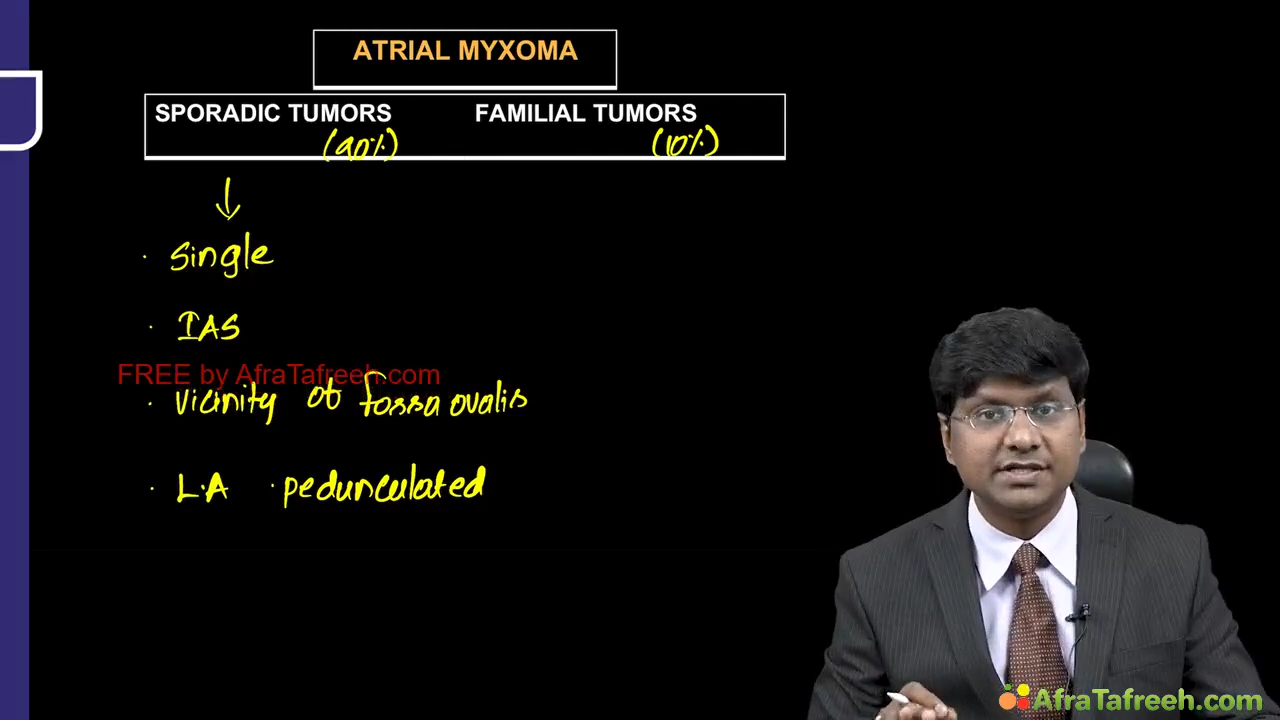 ATRIAL MYXOMA
SPORADIC TUMORS FAMILIAL TUMORS
(90%) (10%)
· Single
· IAS
FREE by AfraTafreeh.com
· Vicinity of fossa ovalis
· L.A · pedunculated
AfraTafreeh.com